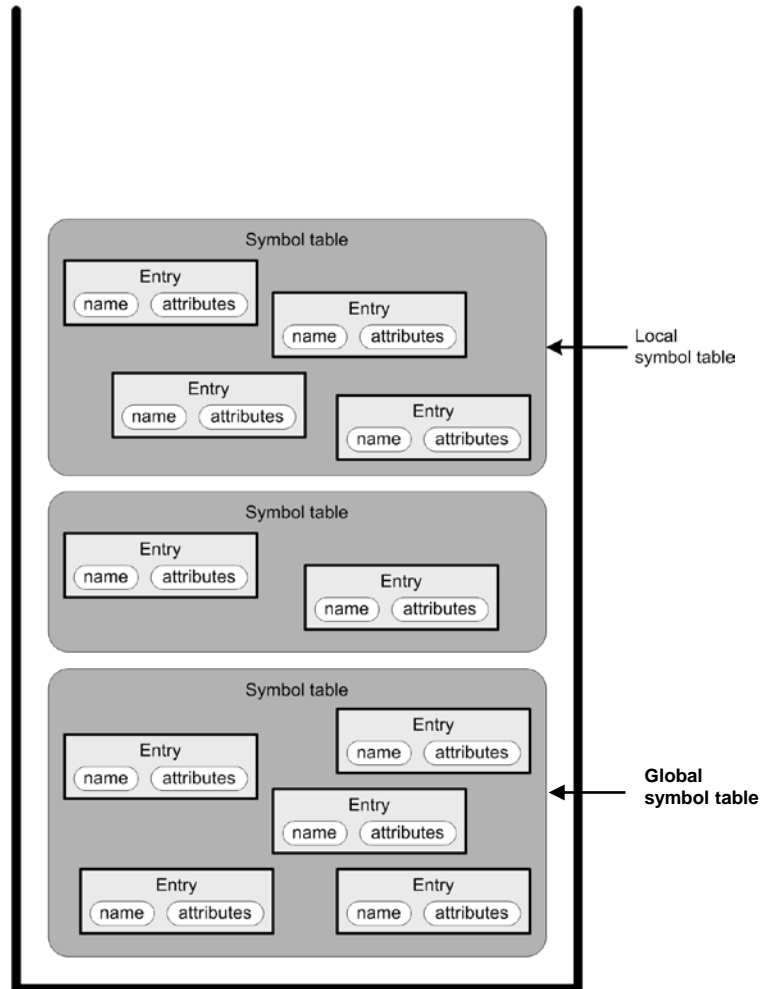 Symbol table
Entry
name attributes
Entry
name attributes
Entry
name attributes
Entry
name attributes
Local
symbol table
Symbol table
Entry
name attributes
Entry
name attributes
Symbol table
Entry
name attributes
Entry
name attributes
Entry
name attributes
Entry
name attributes
Entry
name attributes
Global
symbol table